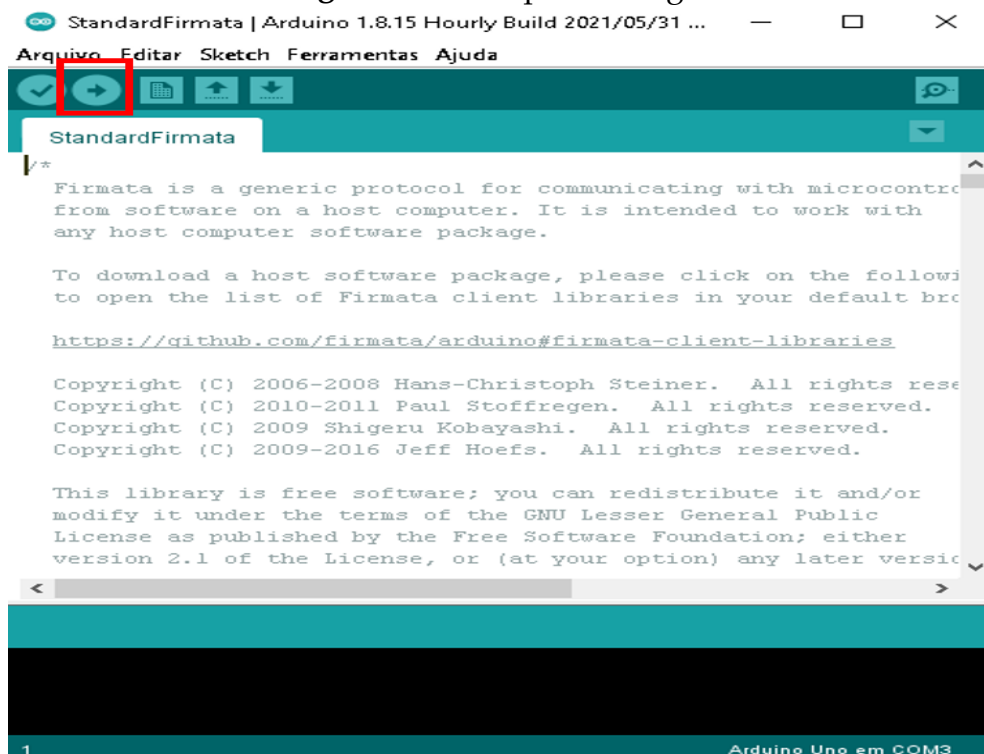 StandardFirmata | Arduino 1.8.15 Hourly Build 2021/05/31 ...
Arquivo Editar Sketch Ferramentas Ajuda
StandardFirmata
/*
Firmata is a generic protocol for communicating with microcontro
from software on a host computer. It is intended to work with
any host computer software package.
To download a host software package, please click on the followi
to open the list of Firmata client libraries in your default bro
https://github.com/firmata/arduino#firmata-client-libraries
Copyright (C) 2006-2008 Hans-Christoph Steiner. All rights rese
Copyright (C) 2010-2011 Paul Stoffregen. All rights reserved.
Copyright (C) 2009 Shigeru Kobayashi. All rights reserved.
Copyright (C) 2009-2016 Jeff Hoefs. All rights reserved.
This library is free software; you can redistribute it and/or
modify it under the terms of the GNU Lesser General Public
License as published by the Free Software Foundation; either
version 2.1 of the License, or (at your option) any later versio
1
Arduino Uno em COM3